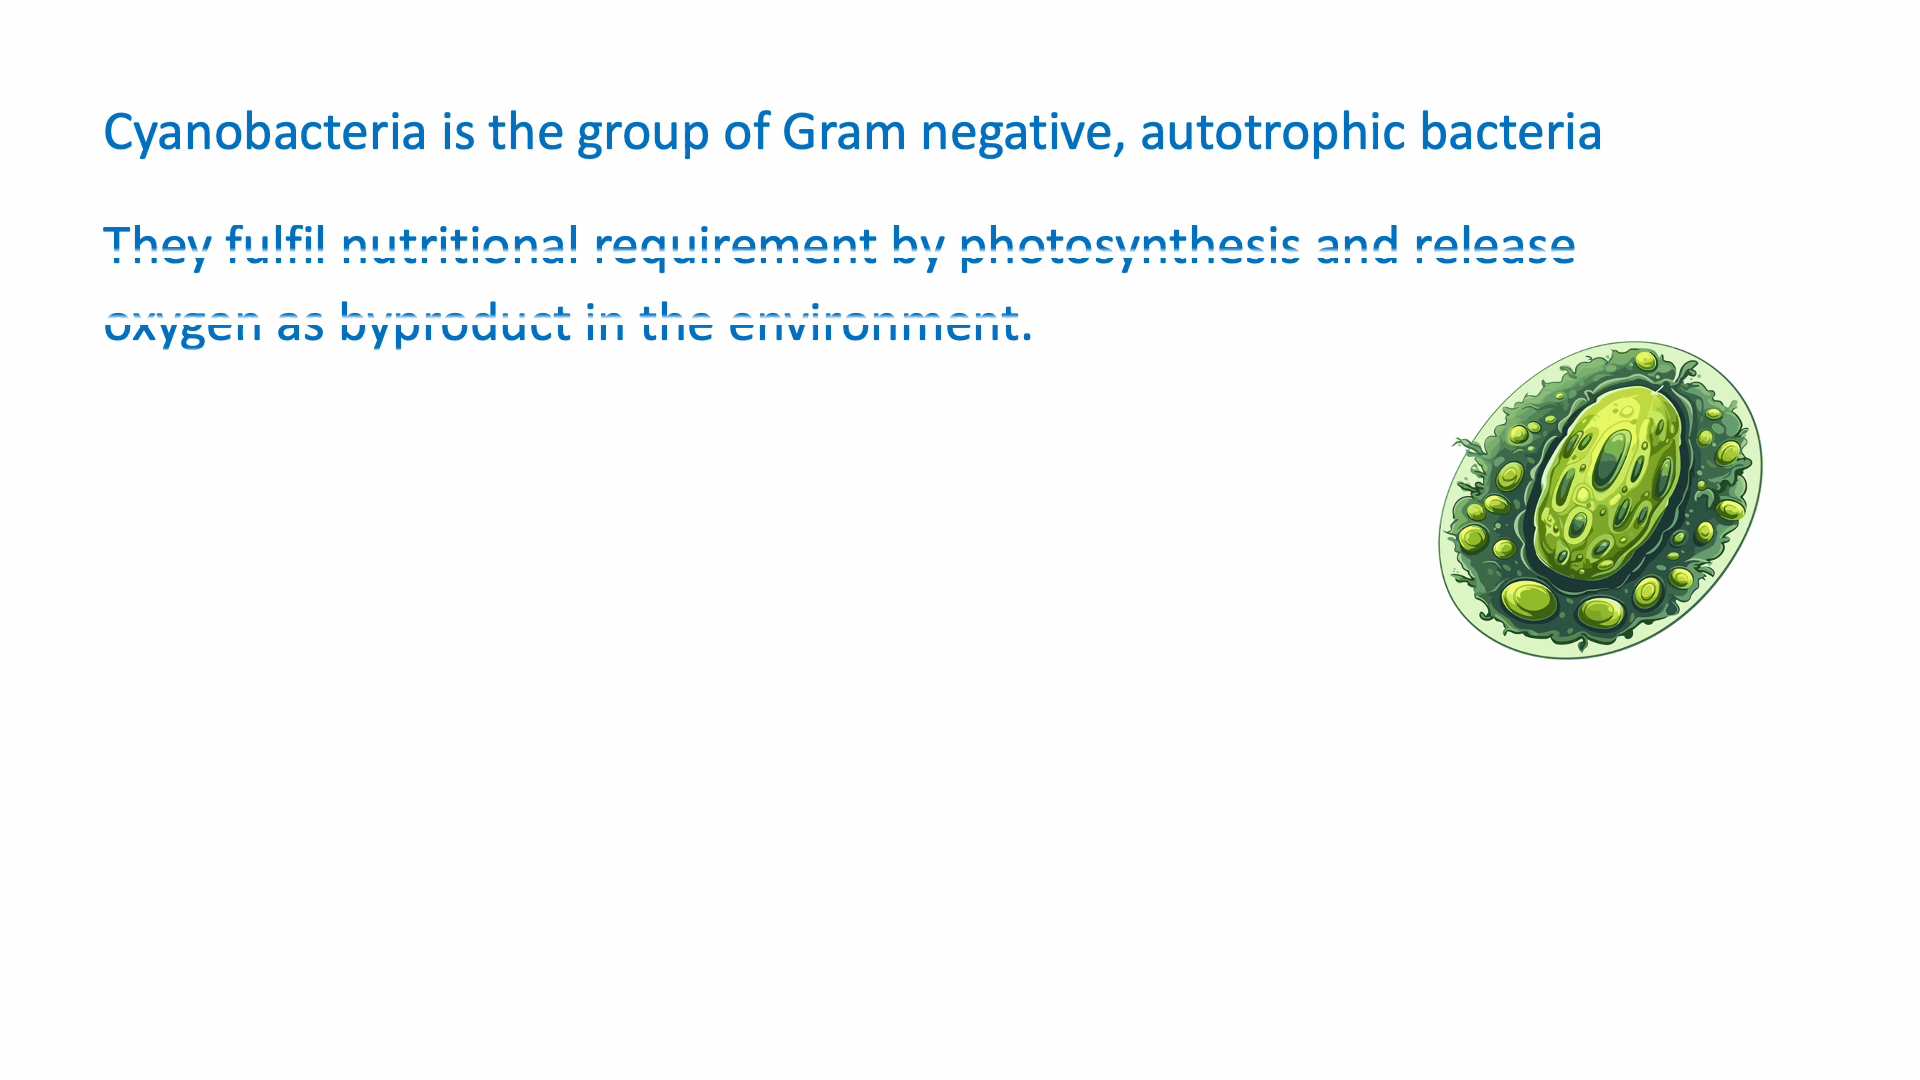 Cyanobacteria is the group of Gram negative, autotrophic bacteria
They fulfil nutritional requirement by photosynthesis and release
oxygen as byproduct in the environment.